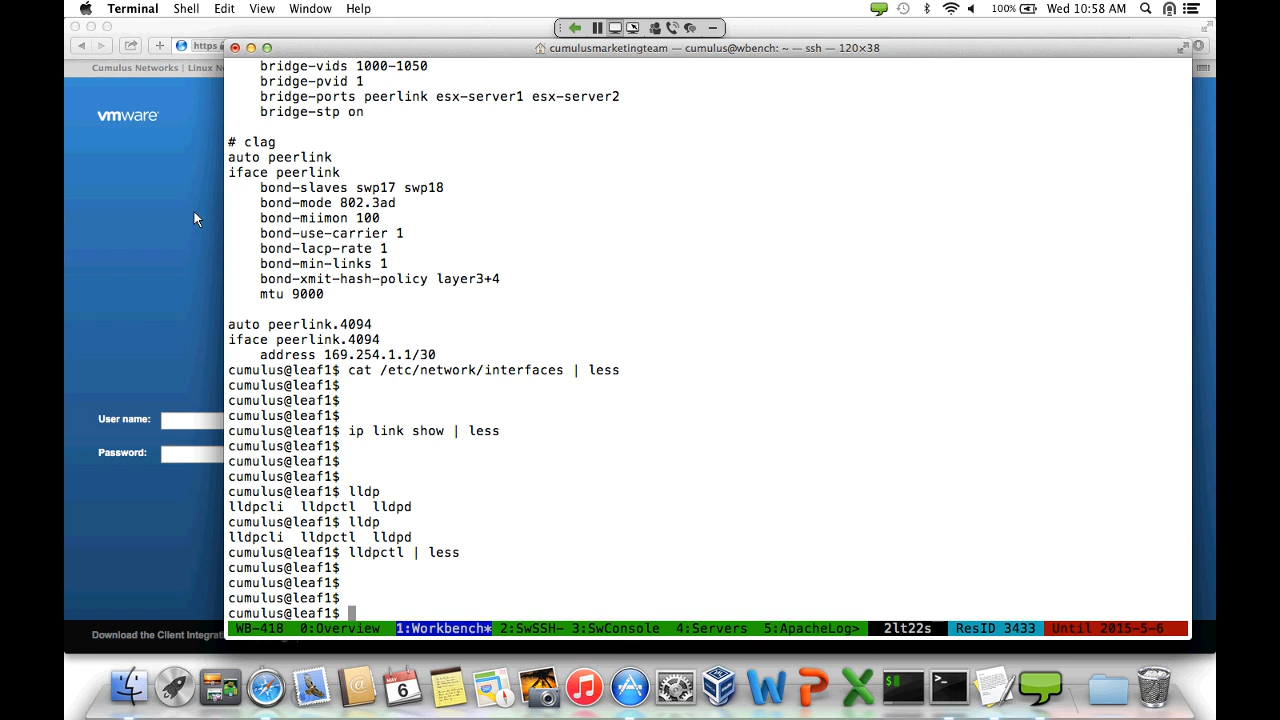 Terminal Shell Edit View Window Help 100% Wed 10:58 AM
https
cumulusmarketingteam — cumulus@wbench: ~ — ssh — 120×38
Cumulus Networks | Linux N
vmware
bridge-vids 1000-1050
bridge-pvid 1
bridge-ports peerlink esx-server1 esx-server2
bridge-stp on
# clag
auto peerlink
iface peerlink
bond-slaves swp17 swp18
bond-mode 802.3ad
bond-miimon 100
bond-use-carrier 1
bond-lacp-rate 1
bond-min-links 1
bond-xmit-hash-policy layer3+4
mtu 9000
auto peerlink.4094
iface peerlink.4094
address 169.254.1.1/30
cumulus@leaf1$ cat /etc/network/interfaces | less
cumulus@leaf1$
cumulus@leaf1$
cumulus@leaf1$
cumulus@leaf1$ ip link show | less
cumulus@leaf1$
cumulus@leaf1$
cumulus@leaf1$
cumulus@leaf1$ lldp
lldpcli lldpctl lldpd
cumulus@leaf1$ lldp
lldpcli lldpctl lldpd
cumulus@leaf1$ lldpctl | less
cumulus@leaf1$
cumulus@leaf1$
cumulus@leaf1$
cumulus@leaf1$
WB-418 0:Overview 1:Workbench* 2:SwSSH- 3:SwConsole 4:Servers 5:ApacheLog> 2lt22s ResID 3433 Until 2015-5-6
User name:
Password:
Download the Client Integrati
MAY
6